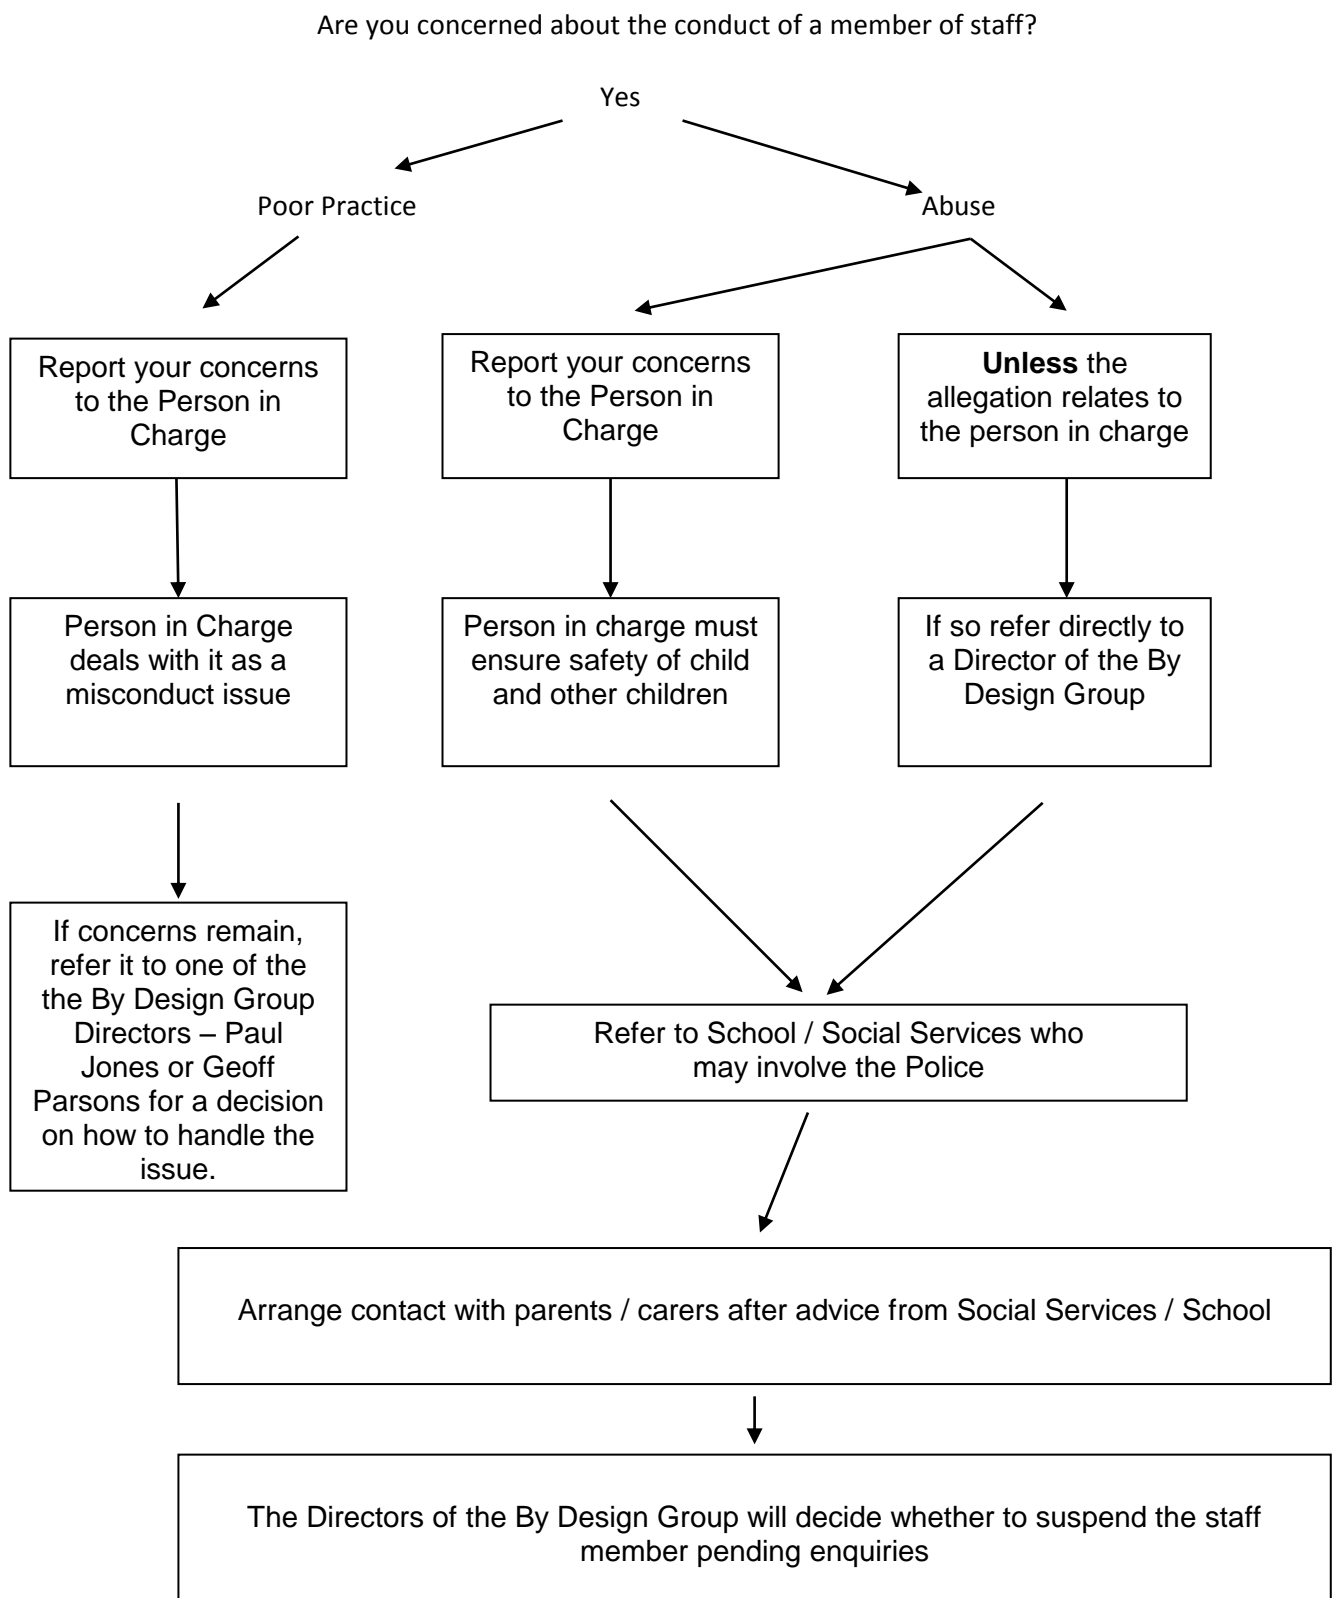 Are you concerned about the conduct of a member of staff?
Yes
Poor Practice
Abuse
Report your concerns
to the Person in
Charge
Report your concerns
to the Person in
Charge
Unless the
allegation relates to
the person in charge
Person in Charge
deals with it as a
misconduct issue
Person in charge must
ensure safety of child
and other children
If so refer directly to
a Director of the By
Design Group
If concerns remain,
refer it to one of the
the By Design Group
Directors – Paul
Jones or Geoff
Parsons for a decision
on how to handle the
issue.
Refer to School / Social Services who
may involve the Police
Arrange contact with parents / carers after advice from Social Services / School
The Directors of the By Design Group will decide whether to suspend the staff
member pending enquiries